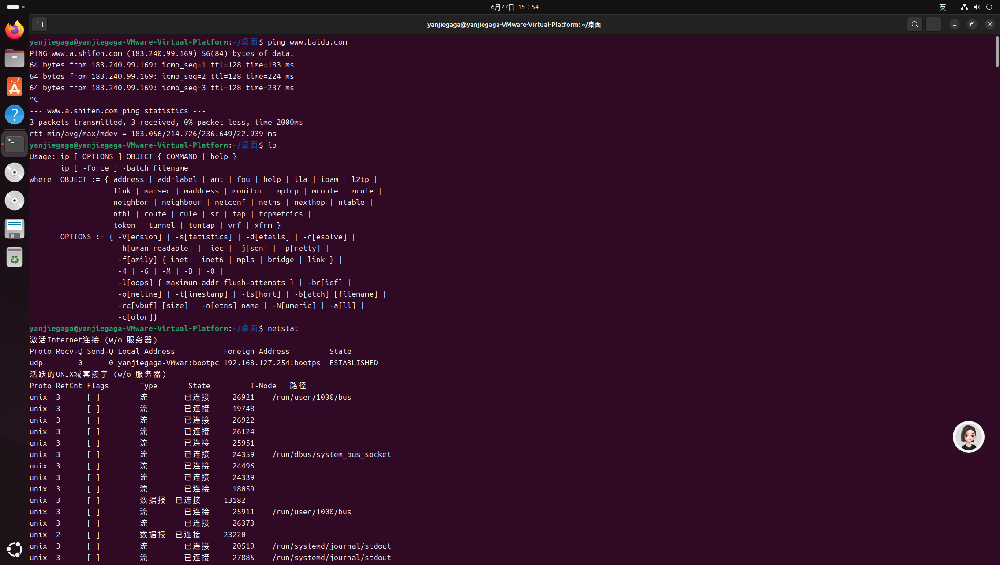 6月27日 15：54
英
yanjiegaga@yanjiegaga-VMware-Virtual-Platform: ~/桌面
yanjiegaga@yanjiegaga-VMware-Virtual-Platform:~/桌面$ ping www.baidu.com
PING www.a.shifen.com (183.240.99.169) 56(84) bytes of data.
64 bytes from 183.240.99.169: icmp_seq=1 ttl=128 time=183 ms
64 bytes from 183.240.99.169: icmp_seq=2 ttl=128 time=224 ms
64 bytes from 183.240.99.169: icmp_seq=3 ttl=128 time=237 ms
^C
--- www.a.shifen.com ping statistics ---
3 packets transmitted, 3 received, 0% packet loss, time 2000ms
rtt min/avg/max/mdev = 183.056/214.726/236.649/22.939 ms
yanjiegaga@yanjiegaga-VMware-Virtual-Platform:~/桌面$ ip
Usage: ip [ OPTIONS ] OBJECT { COMMAND | help }
       ip [ -force ] -batch filename
where  OBJECT := { address | addrlabel | amt | fou | help | ila | ioam | l2tp |
                   link | macsec | maddress | monitor | mptcp | mroute | mrule |
                   neighbor | neighbour | netconf | netns | nexthop | ntable |
                   ntbl | route | rule | sr | tap | tcpmetrics |
                   token | tunnel | tuntap | vrf | xfrm }
       OPTIONS := { -V[ersion] | -s[tatistics] | -d[etails] | -r[esolve] |
                    -h[uman-readable] | -iec | -j[son] | -p[retty] |
                    -f[amily] { inet | inet6 | mpls | bridge | link } |
                    -4 | -6 | -M | -B | -0 |
                    -l[oops] { maximum-addr-flush-attempts } | -br[ief] |
                    -o[neline] | -t[imestamp] | -ts[hort] | -b[atch] [filename] |
                    -rc[vbuf] [size] | -n[etns] name | -N[umeric] | -a[ll] |
                    -c[olor]}
yanjiegaga@yanjiegaga-VMware-Virtual-Platform:~/桌面$ netstat
激活Internet连接 (w/o 服务器)
Proto Recv-Q Send-Q Local Address           Foreign Address         State
udp        0      0 yanjiegaga-VMwar:bootpc 192.168.127.254:bootps  ESTABLISHED
活跃的UNIX域套接字 (w/o 服务器)
Proto RefCnt Flags       Type       State         I-Node   路径
unix  3      [ ]         流        已连接     26921    /run/user/1000/bus
unix  3      [ ]         流        已连接     19748
unix  3      [ ]         流        已连接     26922
unix  3      [ ]         流        已连接     26124
unix  3      [ ]         流        已连接     25951
unix  3      [ ]         流        已连接     24359    /run/dbus/system_bus_socket
unix  3      [ ]         流        已连接     24496
unix  3      [ ]         流        已连接     24339
unix  3      [ ]         流        已连接     18059
unix  3      [ ]         数据报  已连接     13182
unix  3      [ ]         流        已连接     25911    /run/user/1000/bus
unix  3      [ ]         流        已连接     26373
unix  2      [ ]         数据报  已连接     23220
unix  3      [ ]         流        已连接     20519    /run/systemd/journal/stdout
unix  3      [ ]         流        已连接     27885    /run/systemd/journal/stdout